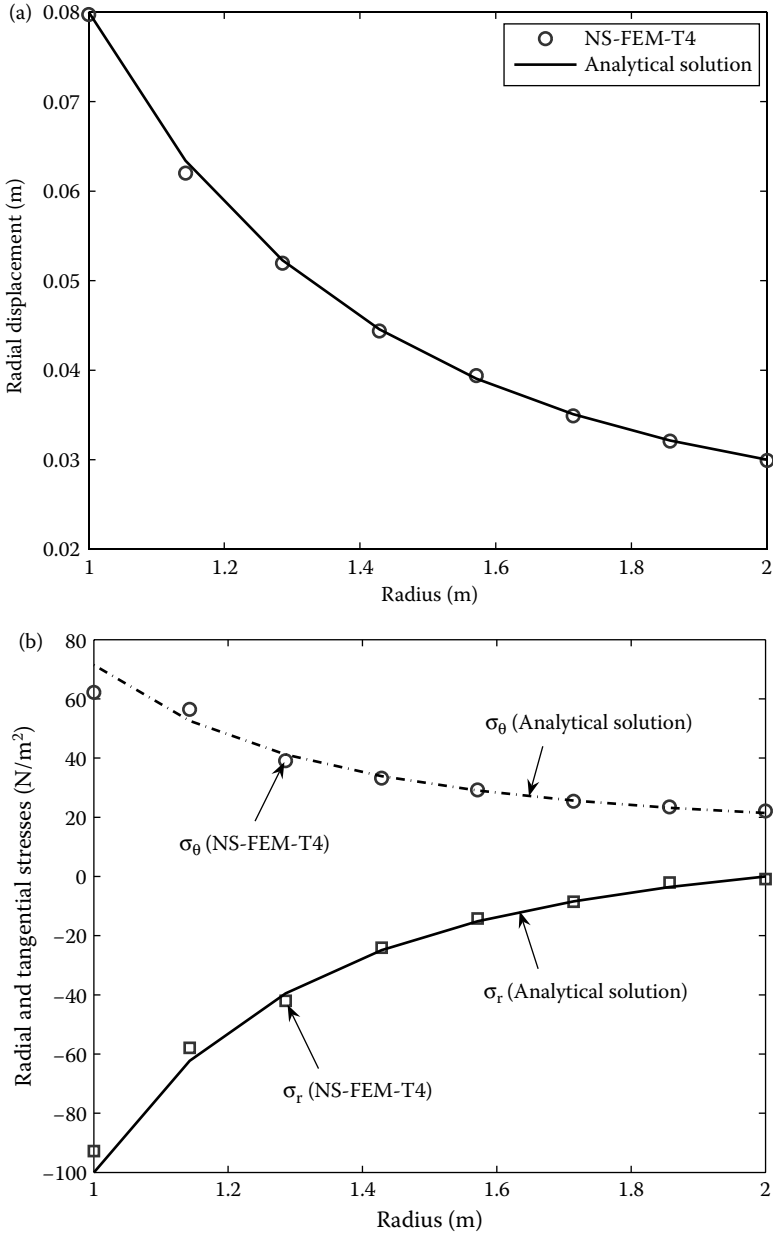 (a)
0.08
0.07
0.06
0.05
0.04
0.03
0.02
Radial displacement (m)
NS-FEM-T4
Analytical solution
1
1.2
1.4
1.6
1.8
2
Radius (m)
(b)
80
60
40
20
0
−20
−40
−60
−80
−100
Radial and tangential stresses (N/m²)
σθ (Analytical solution)
σθ (NS-FEM-T4)
σr (Analytical solution)
σr (NS-FEM-T4)
1
1.2
1.4
1.6
1.8
2
Radius (m)